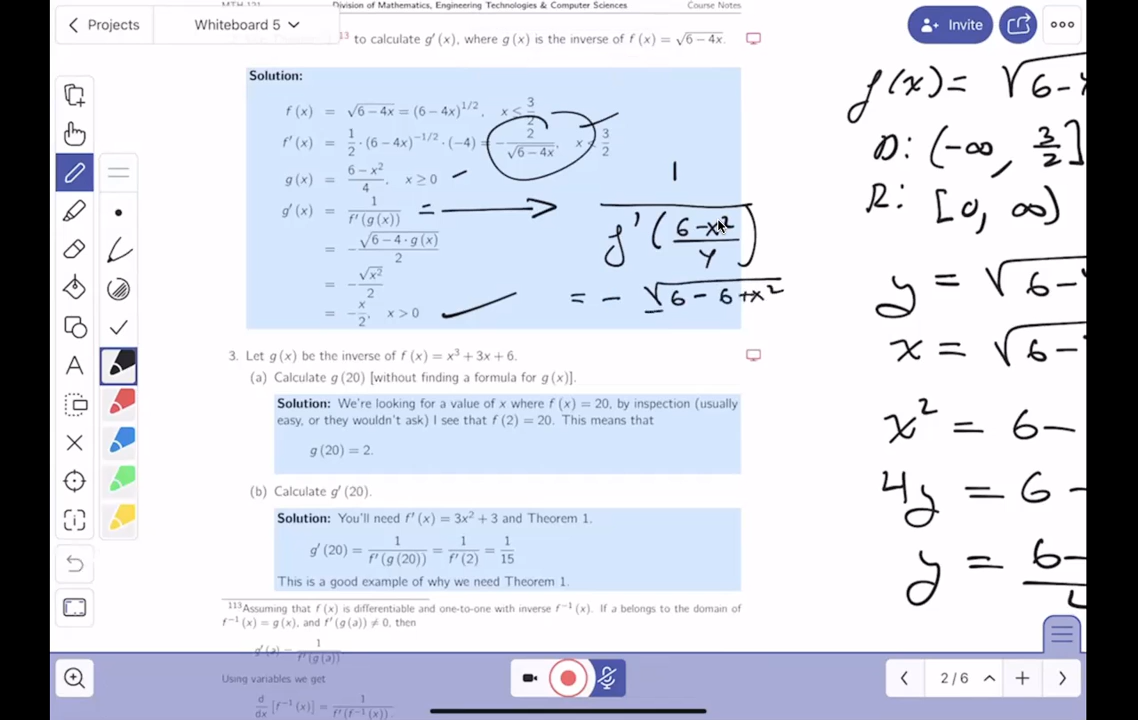 MTH 121 Division of Mathematics, Engineering Technologies & Computer Sciences Course Notes
Projects Whiteboard 5 Invite
13 to calculate g′(x), where g(x) is the inverse of f(x) = √(6 − 4x).
Solution:
f(x) = √(6−4x) = (6−4x)^(1/2), x < 3/2
f′(x) = 1/2 · (6−4x)^(−1/2) · (−4) = −2/√(6−4x), x < 3/2
g(x) = (6 − x²)/4, x ≥ 0
g′(x) = 1/(f′(g(x)))
= −√(6−4·g(x))/2
= −√(x²)/2
= −x/2, x > 0
= 1/(f′((6−x²)/4))
= − √(6 − 6 + x²)
f(x) = √6−
D: (−∞, 3/2]
R: [0, ∞)
y = √6−
x = √6−
x² = 6−
4y = 6−
y = 6−
3. Let g(x) be the inverse of f(x) = x³ + 3x + 6.
(a) Calculate g(20) [without finding a formula for g(x)].
Solution: We're looking for a value of x where f(x) = 20, by inspection (usually
easy, or they wouldn't ask) I see that f(2) = 20. This means that
g(20) = 2.
(b) Calculate g′(20).
Solution: You'll need f′(x) = 3x² + 3 and Theorem 1.
g′(20) = 1/(f′(g(20))) = 1/(f′(2)) = 1/15
This is a good example of why we need Theorem 1.
113 Assuming that f(x) is differentiable and one-to-one with inverse f⁻¹(x). If a belongs to the domain of
f⁻¹(x) = g(x), and f′(g(a)) ≠ 0, then
g′(a) = 1/(f′(g(a)))
Using variables we get
d/dx [f⁻¹(x)] = 1/(f′(f⁻¹(x)))
2/6